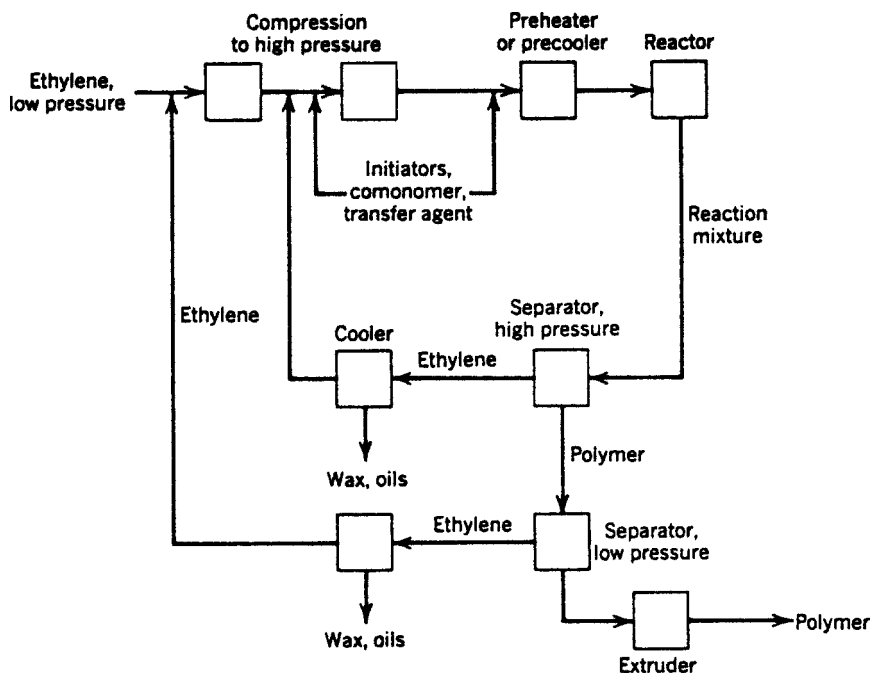 Compression
to high pressure
Preheater
or precooler
Reactor
Ethylene,
low pressure
Initiators,
comonomer,
transfer agent
Reaction
mixture
Ethylene
Cooler
Ethylene
Separator,
high pressure
Wax, oils
Polymer
Ethylene
Separator,
low pressure
Wax, oils
Polymer
Extruder